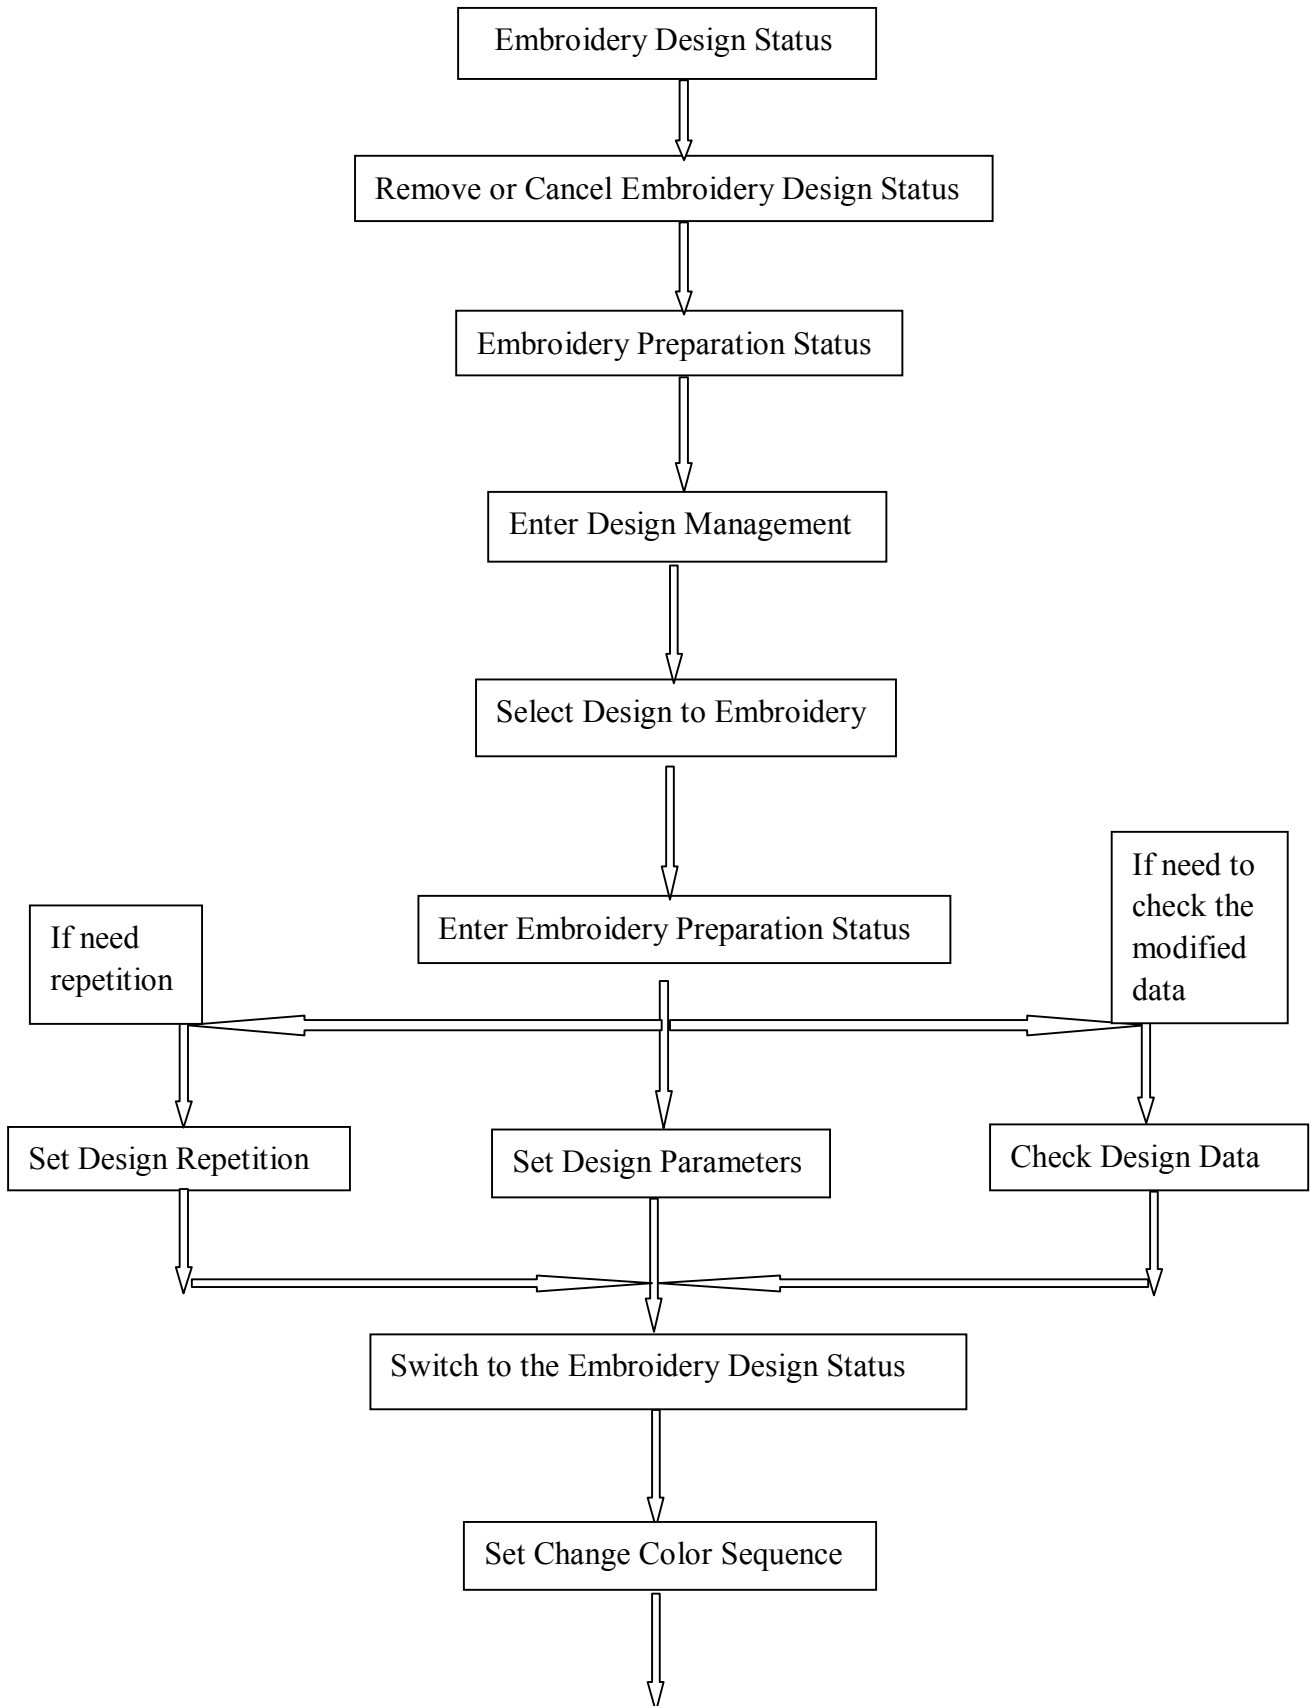 Embroidery Design Status
Remove or Cancel Embroidery Design Status
Embroidery Preparation Status
Enter Design Management
Select Design to Embroidery
Enter Embroidery Preparation Status
If need
repetition
If need to
check the
modified
data
Set Design Repetition
Set Design Parameters
Check Design Data
Switch to the Embroidery Design Status
Set Change Color Sequence